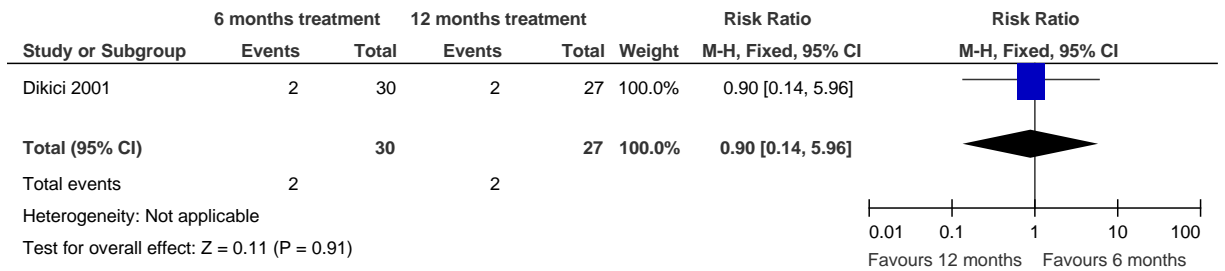 6 months treatment 12 months treatment Risk Ratio Risk Ratio
Study or Subgroup Events Total Events Total Weight M-H, Fixed, 95% CI M-H, Fixed, 95% CI
Dikici 2001 2 30 2 27 100.0% 0.90 [0.14, 5.96]
Total (95% CI) 30 27 100.0% 0.90 [0.14, 5.96]
Total events 2 2
Heterogeneity: Not applicable
Test for overall effect: Z = 0.11 (P = 0.91)
0.01 0.1 1 10 100
Favours 12 months Favours 6 months